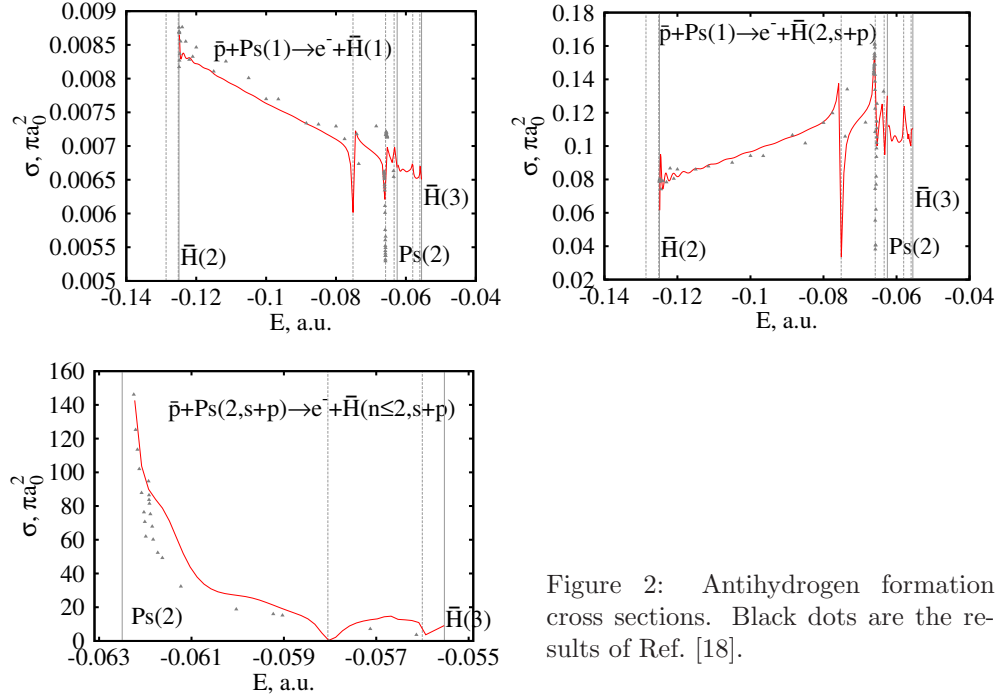 0.009
0.0085
0.008
0.0075
0.007
0.0065
0.006
0.0055
0.005
σ, πa₀²
p̄+Ps(1)→e⁻+H̄(1)
H̄(2)
Ps(2)
H̄(3)
-0.14 -0.12 -0.1 -0.08 -0.06 -0.04
E, a.u.
0.18
0.16
0.14
0.12
0.1
0.08
0.06
0.04
0.02
σ, πa₀²
p̄+Ps(1)→e⁻+H̄(2,s+p)
H̄(2)
Ps(2)
H̄(3)
-0.14 -0.12 -0.1 -0.08 -0.06 -0.04
E, a.u.
160
140
120
100
80
60
40
20
0
σ, πa₀²
p̄+Ps(2,s+p)→e⁻+H̄(n≤2,s+p)
Ps(2)
H̄(3)
-0.063 -0.061 -0.059 -0.057 -0.055
E, a.u.
Figure 2: Antihydrogen formation
cross sections. Black dots are the re-
sults of Ref. [18].